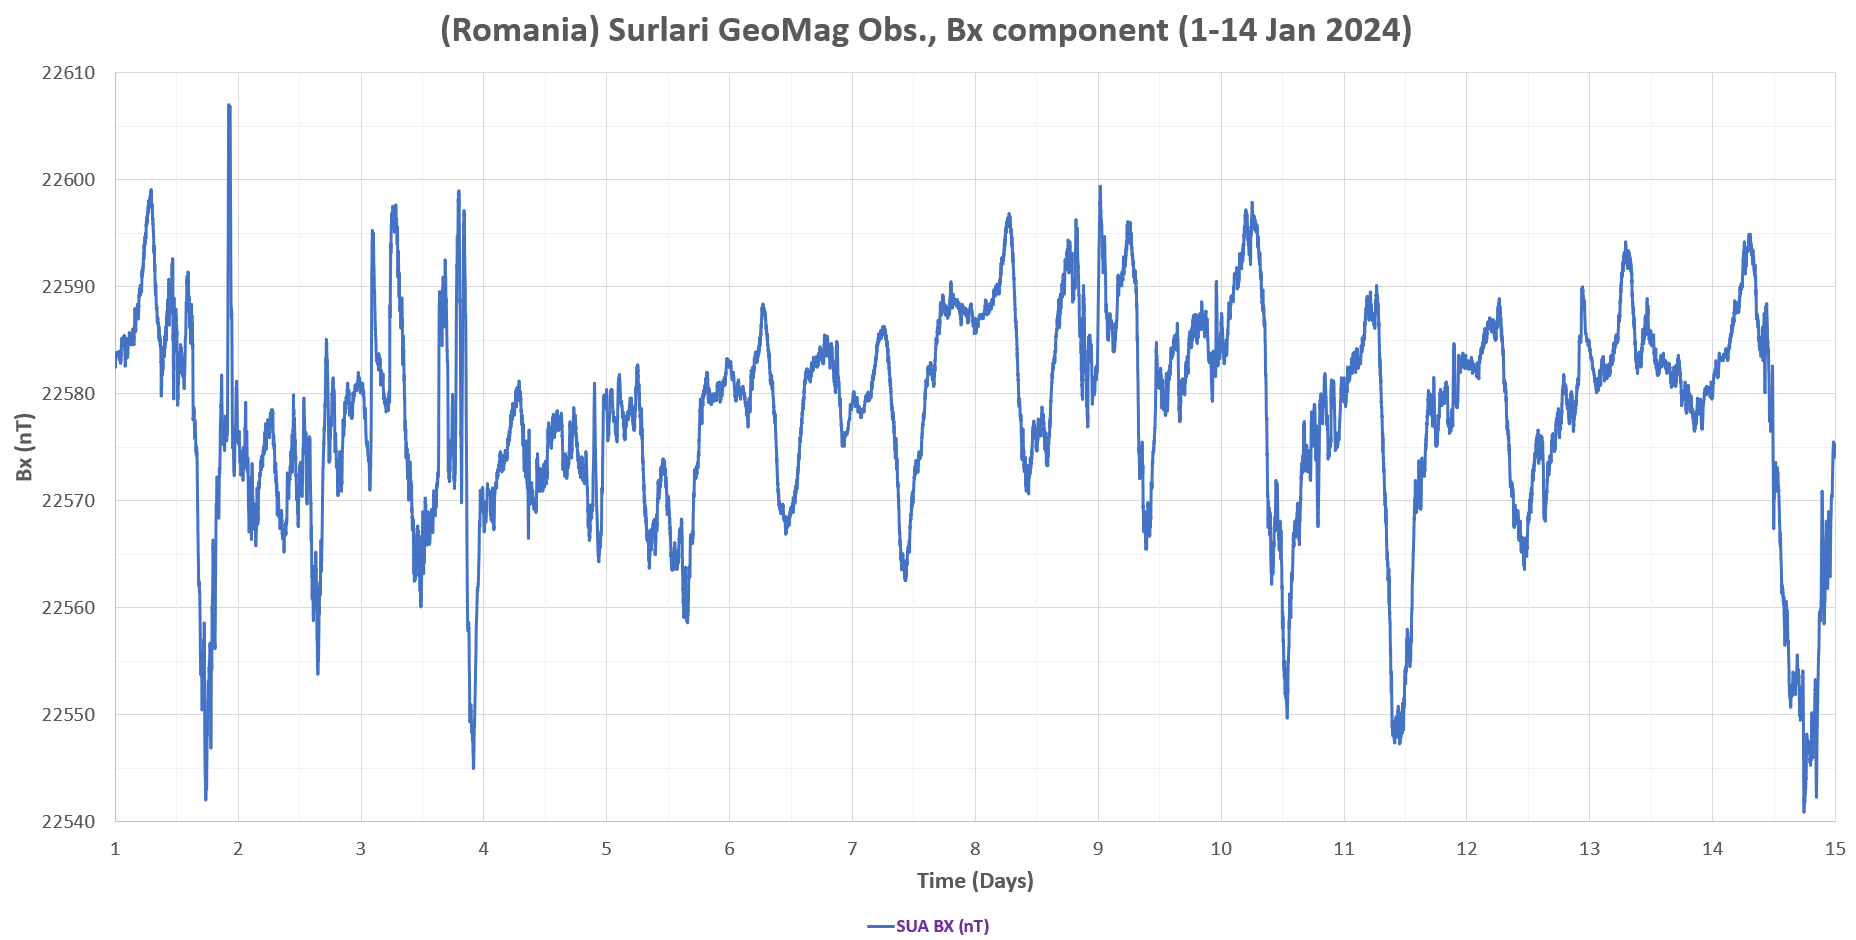 (Romania) Surlari GeoMag Obs., Bx component (1-14 Jan 2024)
22610
22600
22590
22580
22570
22560
22550
22540
Bx (nT)
1 2 3 4 5 6 7 8 9 10 11 12 13 14 15
Time (Days)
SUA BX (nT)